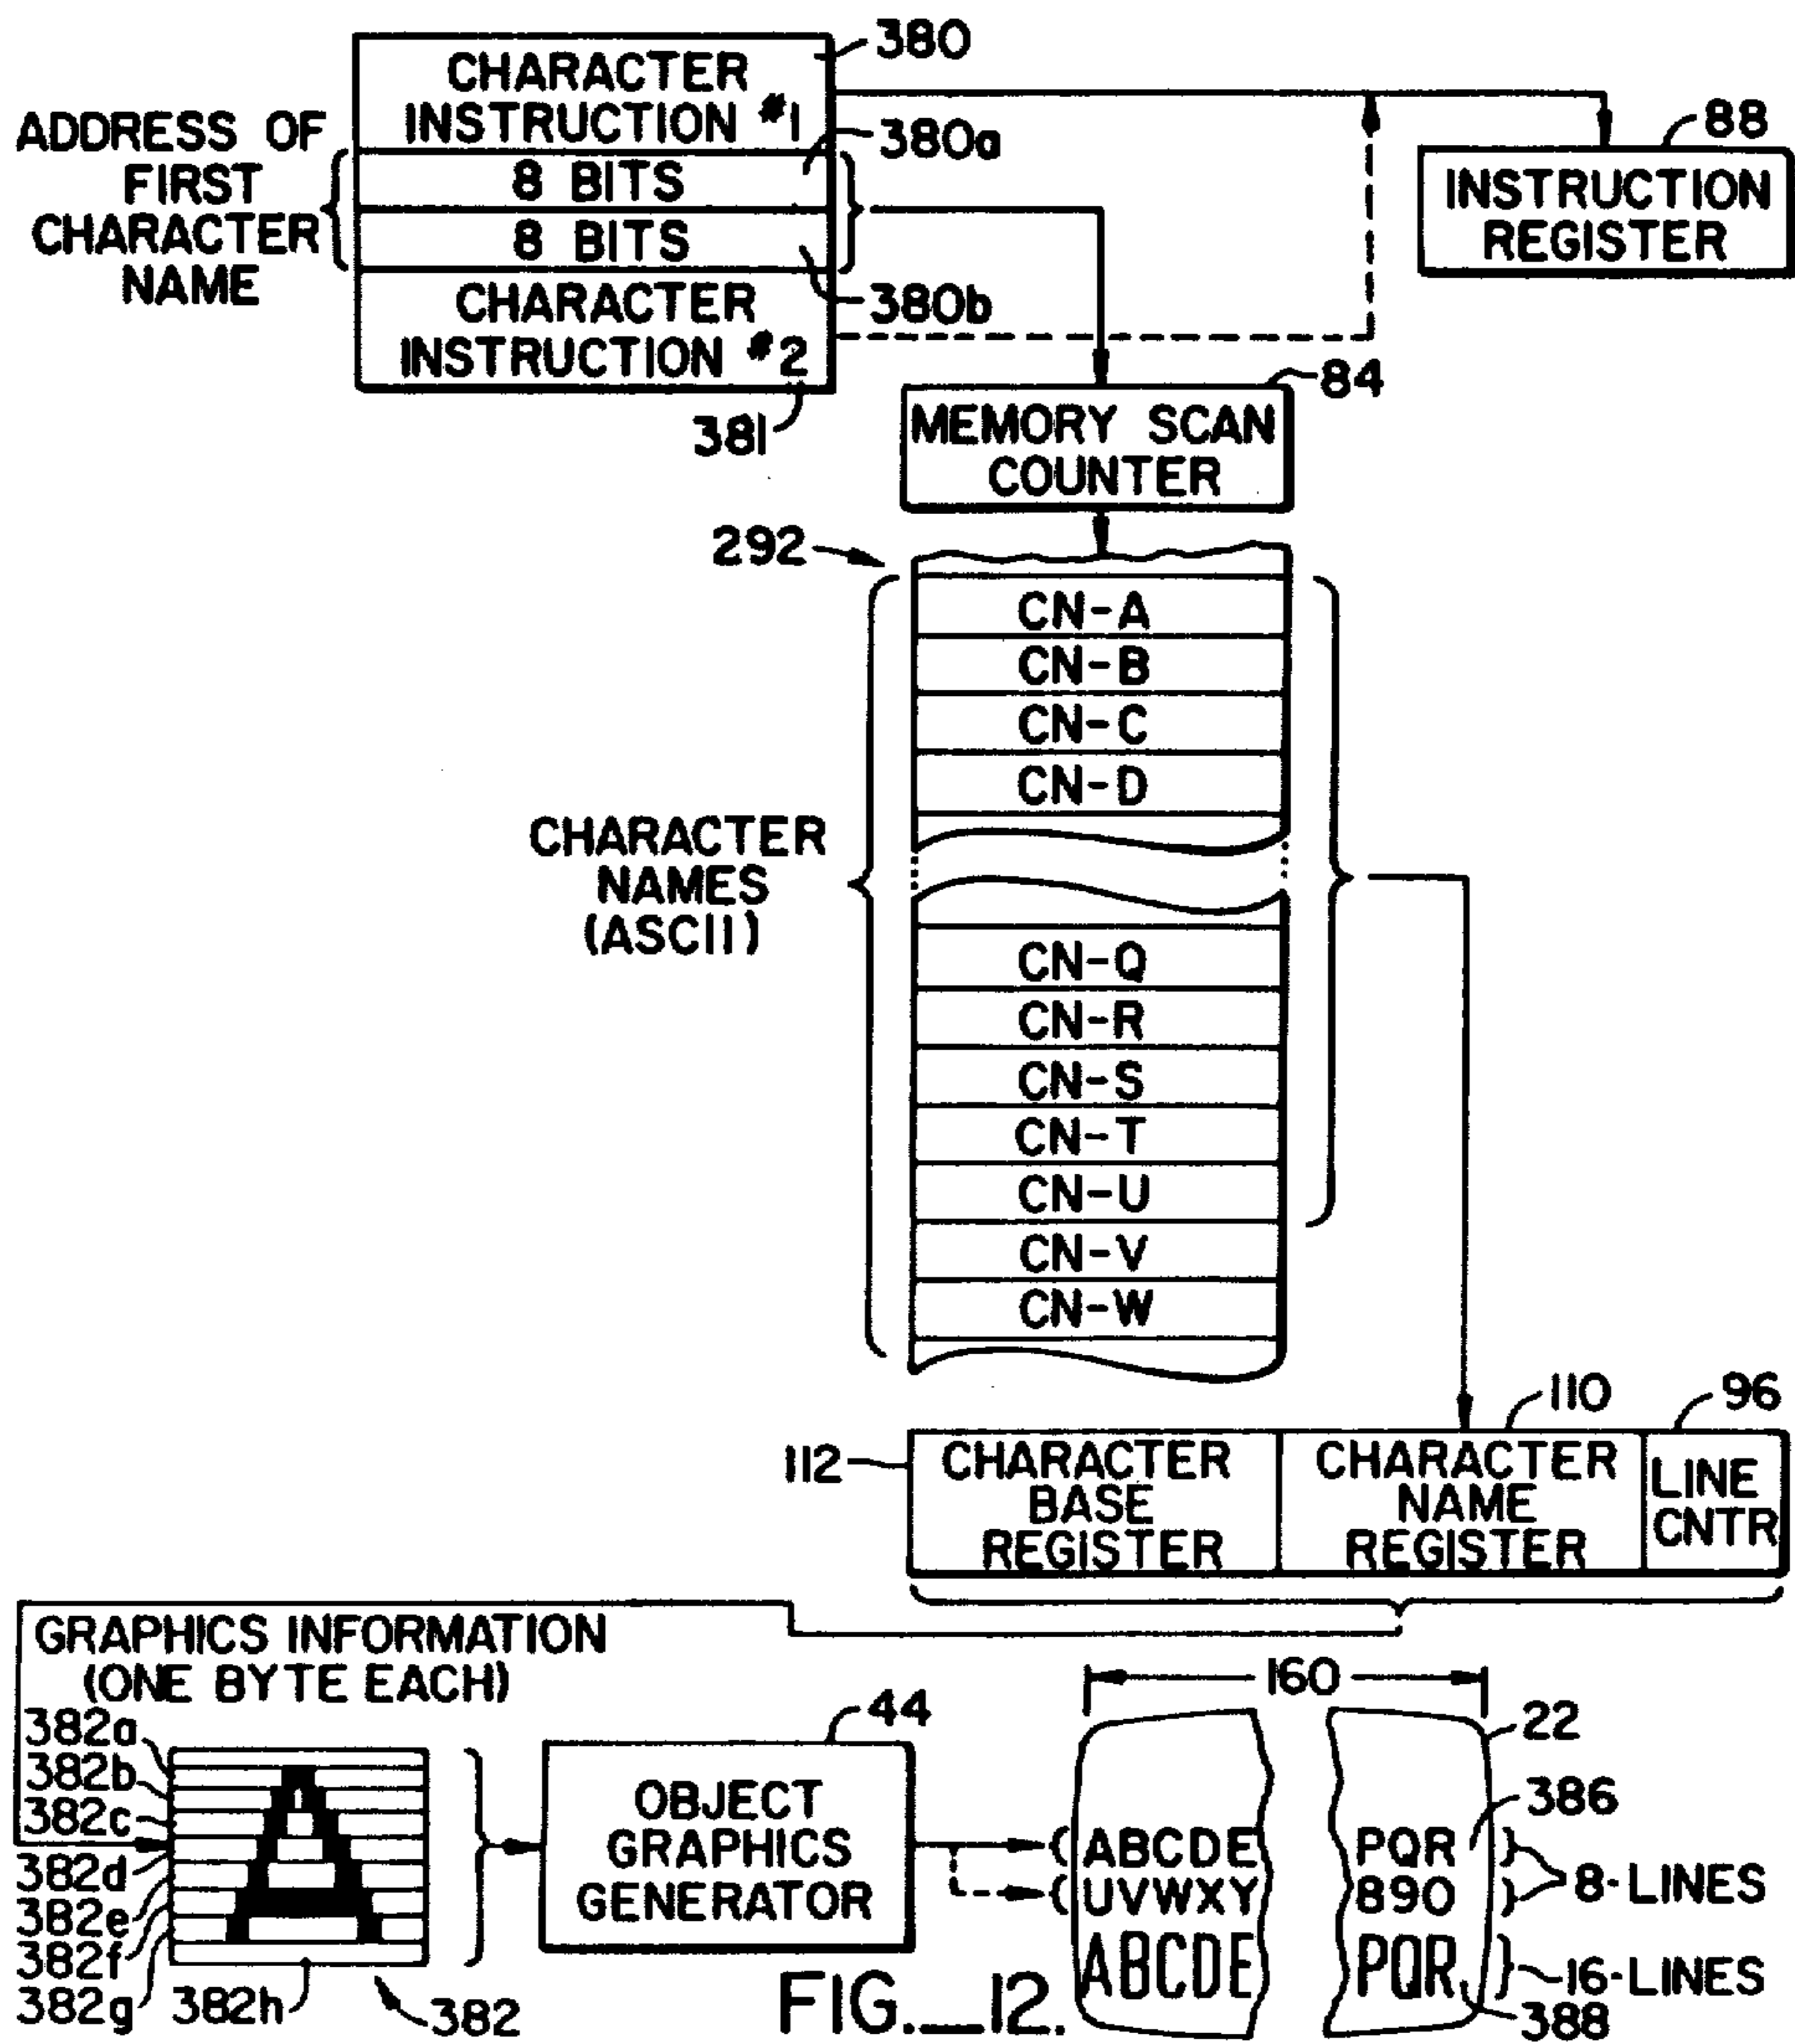 380
CHARACTER
INSTRUCTION #1
ADDRESS OF
FIRST
CHARACTER
NAME
8 BITS
380a
8 BITS
380b
CHARACTER
INSTRUCTION #2
381
88
INSTRUCTION
REGISTER
84
MEMORY SCAN
COUNTER
292
CN-A
CN-B
CN-C
CN-D
CHARACTER
NAMES
(ASCII)
CN-Q
CN-R
CN-S
CN-T
CN-U
CN-V
CN-W
110
96
112
CHARACTER
BASE
REGISTER
CHARACTER
NAME
REGISTER
LINE
CNTR
GRAPHICS INFORMATION
(ONE BYTE EACH)
382a
382b
382c
382d
382e
382f
382g
382h
382
44
OBJECT
GRAPHICS
GENERATOR
160
22
386
ABCDE PQR
UVWXY 890
8-LINES
ABCDE PQR
16-LINES
388
FIG._12.